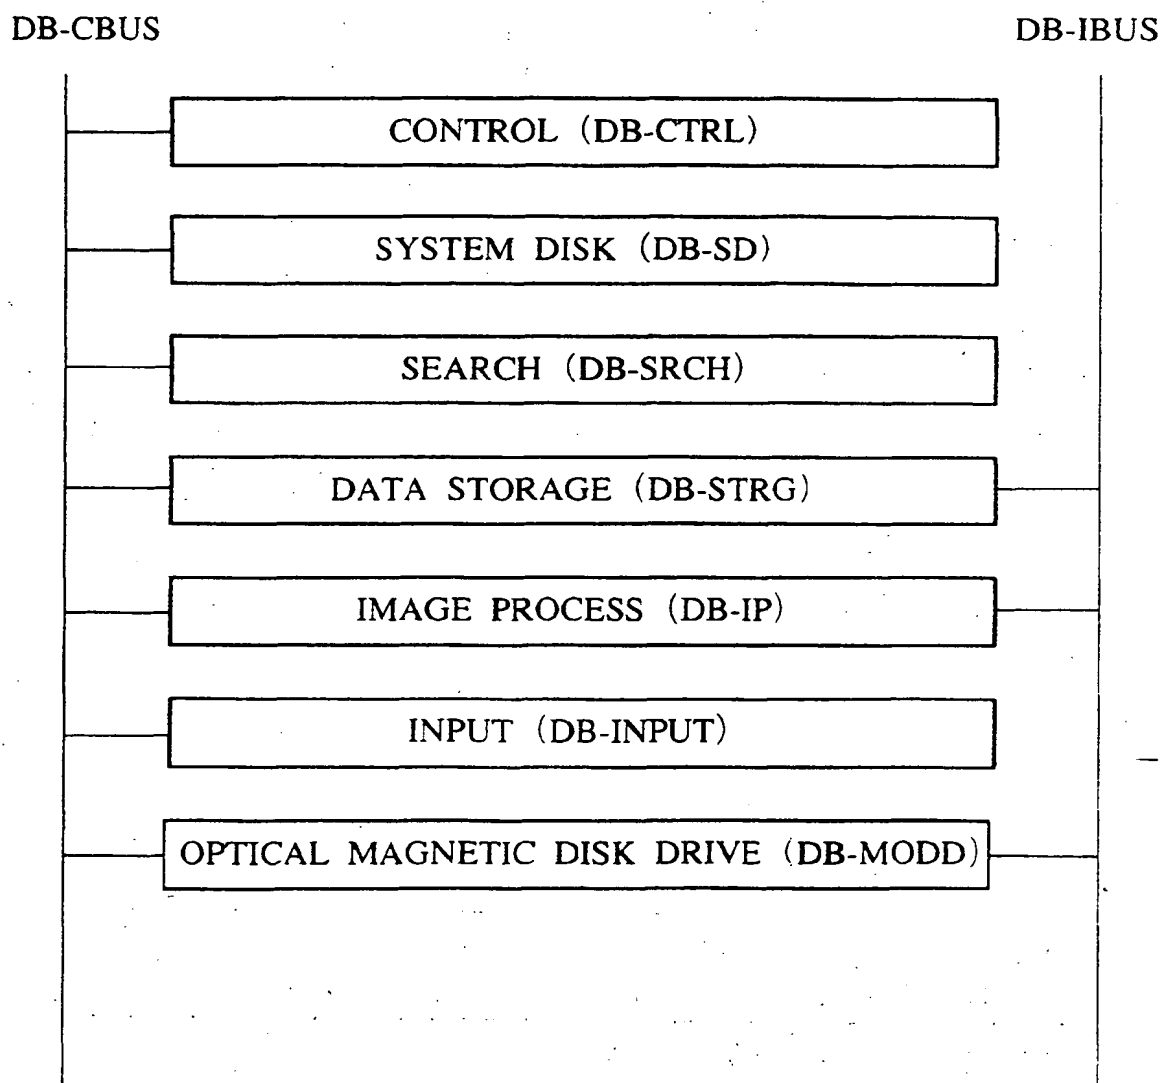 DB-CBUS
DB-IBUS
CONTROL (DB-CTRL)
SYSTEM DISK (DB-SD)
SEARCH (DB-SRCH)
DATA STORAGE (DB-STRG)
IMAGE PROCESS (DB-IP)
INPUT (DB-INPUT)
OPTICAL MAGNETIC DISK DRIVE (DB-MODD)